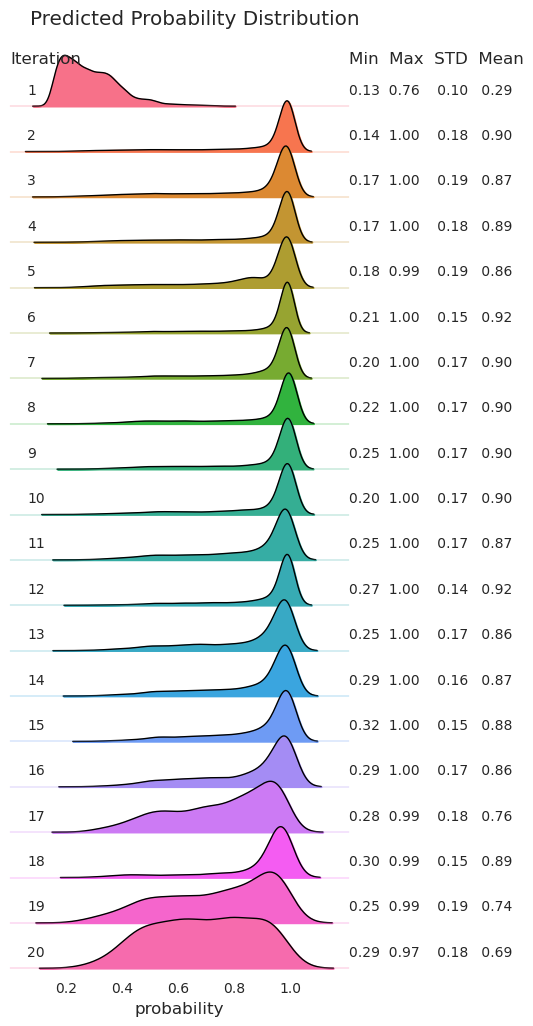 Predicted Probability Distribution
Iteration Min Max STD Mean
1 0.13 0.76 0.10 0.29
2 0.14 1.00 0.18 0.90
3 0.17 1.00 0.19 0.87
4 0.17 1.00 0.18 0.89
5 0.18 0.99 0.19 0.86
6 0.21 1.00 0.15 0.92
7 0.20 1.00 0.17 0.90
8 0.22 1.00 0.17 0.90
9 0.25 1.00 0.17 0.90
10 0.20 1.00 0.17 0.90
11 0.25 1.00 0.17 0.87
12 0.27 1.00 0.14 0.92
13 0.25 1.00 0.17 0.86
14 0.29 1.00 0.16 0.87
15 0.32 1.00 0.15 0.88
16 0.29 1.00 0.17 0.86
17 0.28 0.99 0.18 0.76
18 0.30 0.99 0.15 0.89
19 0.25 0.99 0.19 0.74
20 0.29 0.97 0.18 0.69
0.2 0.4 0.6 0.8 1.0
probability